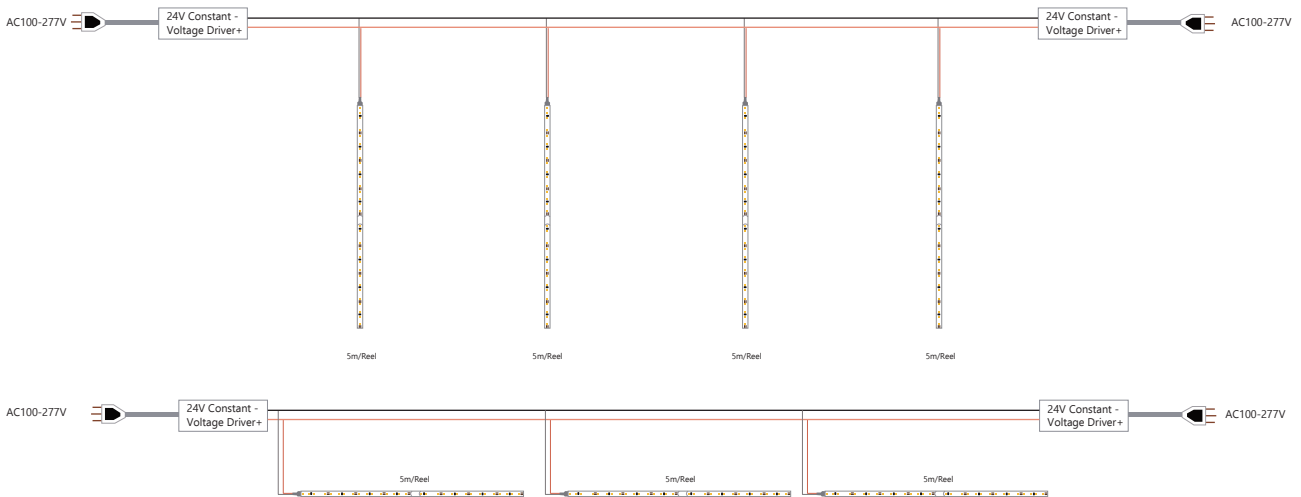 AC100-277V
24V Constant -
Voltage Driver+
24V Constant -
Voltage Driver+
AC100-277V
5m/Reel
5m/Reel
5m/Reel
5m/Reel
AC100-277V
24V Constant -
Voltage Driver+
24V Constant -
Voltage Driver+
AC100-277V
5m/Reel
5m/Reel
5m/Reel